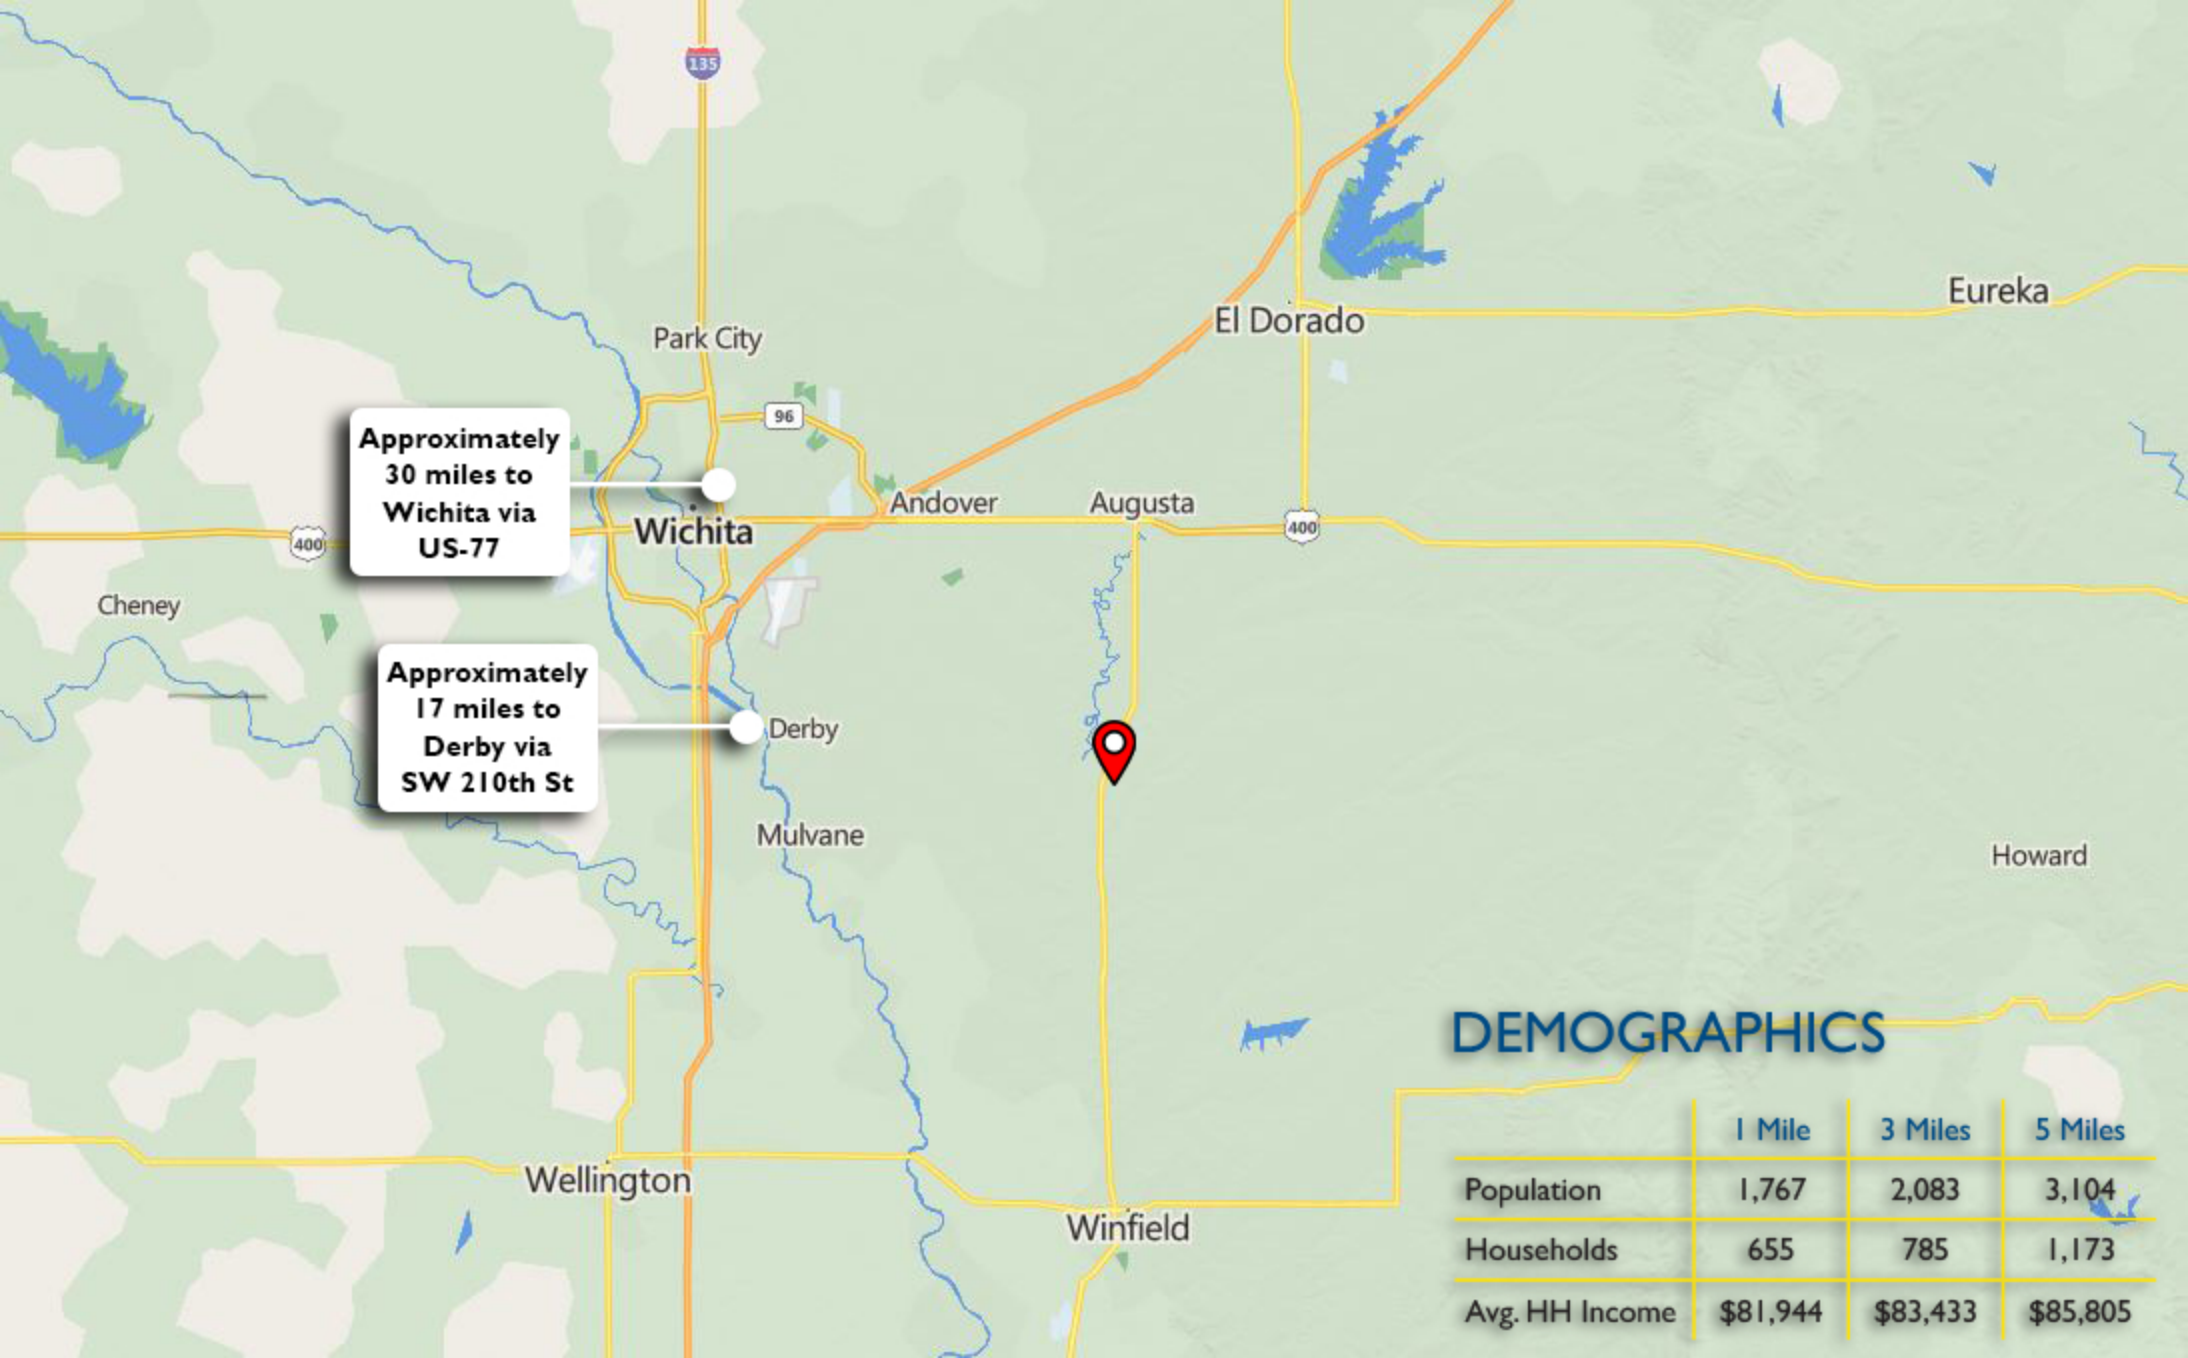 135
Eureka
El Dorado
Park City
96
Approximately
30 miles to
Wichita via
US-77
Andover
Augusta
Wichita
400
400
Cheney
Approximately
17 miles to
Derby via
SW 210th St
Derby
Mulvane
Howard
DEMOGRAPHICS
1 Mile 3 Miles 5 Miles
Population 1,767 2,083 3,104
Households 655 785 1,173
Avg. HH Income $81,944 $83,433 $85,805
Wellington
Winfield